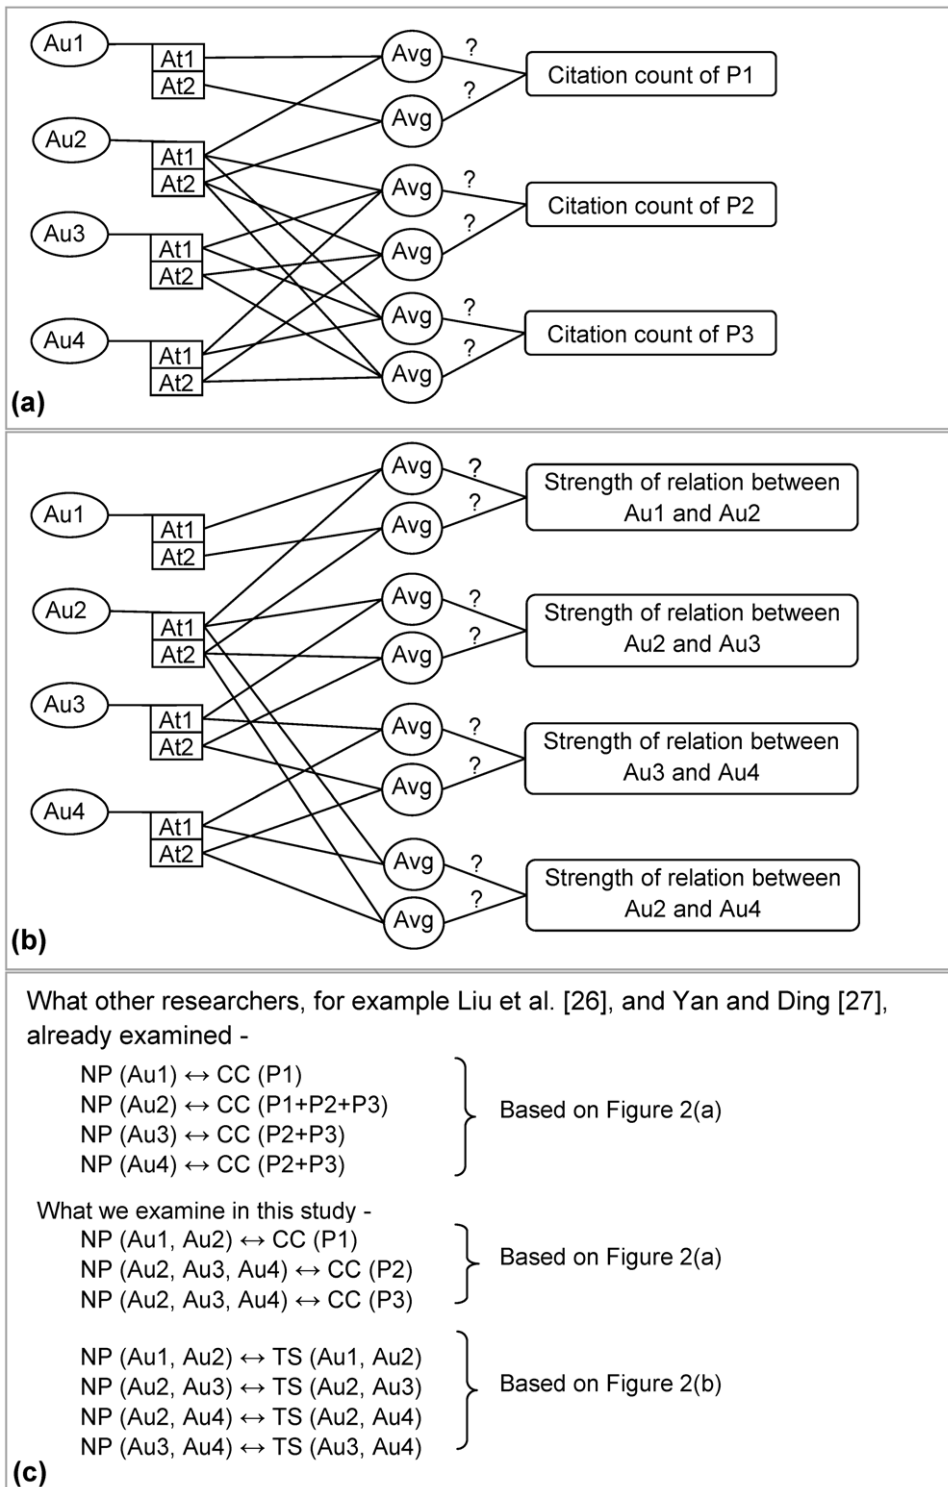 Au1
At1
At2
Avg
?
Citation count of P1
?
Avg
Au2
At1
At2
Avg
?
Citation count of P2
?
Avg
Au3
At1
At2
Avg
?
Citation count of P3
?
Avg
Au4
At1
At2
(a)
Avg
?
Strength of relation between
Au1 and Au2
?
Avg
Au1
At1
At2
Avg
?
Strength of relation between
Au2 and Au3
?
Avg
Au2
At1
At2
Avg
?
Strength of relation between
Au3 and Au4
?
Avg
Au3
At1
At2
Avg
?
Strength of relation between
Au2 and Au4
?
Avg
Au4
At1
At2
(b)
What other researchers, for example Liu et al. [26], and Yan and Ding [27],
already examined -
NP (Au1) ↔ CC (P1)
NP (Au2) ↔ CC (P1+P2+P3)
NP (Au3) ↔ CC (P2+P3)
NP (Au4) ↔ CC (P2+P3)
Based on Figure 2(a)
What we examine in this study -
NP (Au1, Au2) ↔ CC (P1)
NP (Au2, Au3, Au4) ↔ CC (P2)
NP (Au2, Au3, Au4) ↔ CC (P3)
Based on Figure 2(a)
NP (Au1, Au2) ↔ TS (Au1, Au2)
NP (Au2, Au3) ↔ TS (Au2, Au3)
NP (Au2, Au4) ↔ TS (Au2, Au4)
NP (Au3, Au4) ↔ TS (Au3, Au4)
Based on Figure 2(b)
(c)